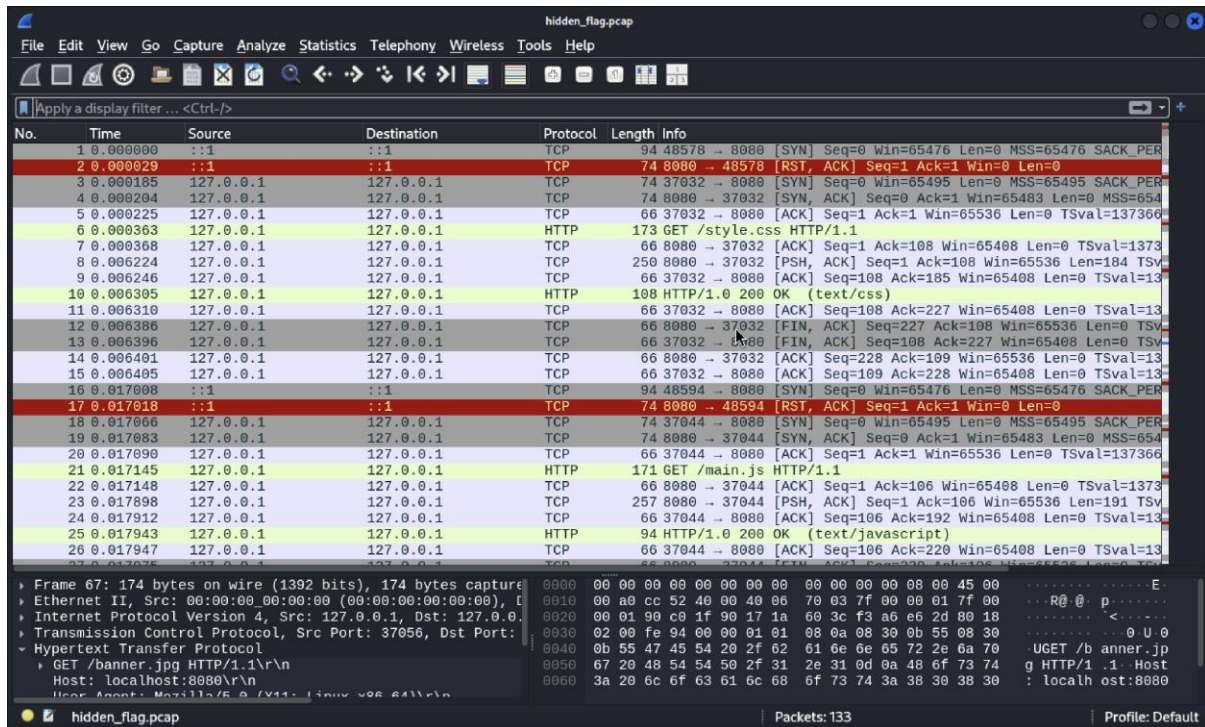 hidden_flag.pcap
File Edit View Go Capture Analyze Statistics Telephony Wireless Tools Help
Apply a display filter ... <Ctrl-/>
No. Time Source Destination Protocol Length Info
1 0.000000 ::1 ::1 TCP 94 48578 → 8080 [SYN] Seq=0 Win=65476 Len=0 MSS=65476 SACK_PER
2 0.000029 ::1 ::1 TCP 74 8080 → 48578 [RST, ACK] Seq=1 Ack=1 Win=0 Len=0
3 0.000185 127.0.0.1 127.0.0.1 TCP 74 37032 → 8080 [SYN] Seq=0 Win=65495 Len=0 MSS=65495 SACK_PER
4 0.000204 127.0.0.1 127.0.0.1 TCP 74 8080 → 37032 [SYN, ACK] Seq=0 Ack=1 Win=65483 Len=0 MSS=654
5 0.000225 127.0.0.1 127.0.0.1 TCP 66 37032 → 8080 [ACK] Seq=1 Ack=1 Win=65536 Len=0 TSval=137366
6 0.000363 127.0.0.1 127.0.0.1 HTTP 173 GET /style.css HTTP/1.1
7 0.000368 127.0.0.1 127.0.0.1 TCP 66 8080 → 37032 [ACK] Seq=1 Ack=108 Win=65408 Len=0 TSval=1373
8 0.006224 127.0.0.1 127.0.0.1 TCP 250 8080 → 37032 [PSH, ACK] Seq=1 Ack=108 Win=65536 Len=184 TSv
9 0.006246 127.0.0.1 127.0.0.1 TCP 66 37032 → 8080 [ACK] Seq=108 Ack=185 Win=65408 Len=0 TSval=13
10 0.006305 127.0.0.1 127.0.0.1 HTTP 108 HTTP/1.0 200 OK (text/css)
11 0.006310 127.0.0.1 127.0.0.1 TCP 66 37032 → 8080 [ACK] Seq=108 Ack=227 Win=65408 Len=0 TSval=13
12 0.006386 127.0.0.1 127.0.0.1 TCP 66 8080 → 37032 [FIN, ACK] Seq=227 Ack=108 Win=65536 Len=0 TSv
13 0.006396 127.0.0.1 127.0.0.1 TCP 66 37032 → 8080 [FIN, ACK] Seq=108 Ack=227 Win=65408 Len=0 TSv
14 0.006401 127.0.0.1 127.0.0.1 TCP 66 8080 → 37032 [ACK] Seq=228 Ack=109 Win=65536 Len=0 TSval=13
15 0.006405 127.0.0.1 127.0.0.1 TCP 66 37032 → 8080 [ACK] Seq=109 Ack=228 Win=65408 Len=0 TSval=13
16 0.017008 ::1 ::1 TCP 94 48594 → 8080 [SYN] Seq=0 Win=65476 Len=0 MSS=65476 SACK_PER
17 0.017018 ::1 ::1 TCP 74 8080 → 48594 [RST, ACK] Seq=1 Ack=1 Win=0 Len=0
18 0.017066 127.0.0.1 127.0.0.1 TCP 74 37044 → 8080 [SYN] Seq=0 Win=65495 Len=0 MSS=65495 SACK_PER
19 0.017083 127.0.0.1 127.0.0.1 TCP 74 8080 → 37044 [SYN, ACK] Seq=0 Ack=1 Win=65483 Len=0 MSS=654
20 0.017090 127.0.0.1 127.0.0.1 TCP 66 37044 → 8080 [ACK] Seq=1 Ack=1 Win=65536 Len=0 TSval=137366
21 0.017145 127.0.0.1 127.0.0.1 HTTP 171 GET /main.js HTTP/1.1
22 0.017148 127.0.0.1 127.0.0.1 TCP 66 8080 → 37044 [ACK] Seq=1 Ack=106 Win=65408 Len=0 TSval=1373
23 0.017898 127.0.0.1 127.0.0.1 TCP 257 8080 → 37044 [PSH, ACK] Seq=1 Ack=106 Win=65536 Len=191 TSv
24 0.017912 127.0.0.1 127.0.0.1 TCP 66 37044 → 8080 [ACK] Seq=106 Ack=192 Win=65408 Len=0 TSval=13
25 0.017943 127.0.0.1 127.0.0.1 HTTP 94 HTTP/1.0 200 OK (text/javascript)
26 0.017947 127.0.0.1 127.0.0.1 TCP 66 37044 → 8080 [ACK] Seq=106 Ack=220 Win=65408 Len=0 TSval=13
Frame 67: 174 bytes on wire (1392 bits), 174 bytes capture
Ethernet II, Src: 00:00:00_00:00:00 (00:00:00:00:00:00), D
Internet Protocol Version 4, Src: 127.0.0.1, Dst: 127.0.0.
Transmission Control Protocol, Src Port: 37056, Dst Port:
Hypertext Transfer Protocol
GET /banner.jpg HTTP/1.1\r\n
Host: localhost:8080\r\n
User Agent: Mozilla/5.0 (X11; Linux x86_64)\r\n
0000 00 00 00 00 00 00 00 00 00 00 00 00 08 00 45 00 ········ ······E·
0010 00 a0 cc 52 40 00 40 06 70 03 7f 00 00 01 7f 00 ···R@·@· p·······
0020 00 01 90 c0 1f 90 17 1a 60 3c f3 a6 e6 2d 80 18 ········ `<···-··
0030 02 00 fe 94 00 00 01 01 08 0a 08 30 0b 55 08 30 ········ ···0·U·0
0040 0b 55 47 45 54 20 2f 62 61 6e 6e 65 72 2e 6a 70 ·UGET /b anner.jp
0050 67 20 48 54 54 50 2f 31 2e 31 0d 0a 48 6f 73 74 g HTTP/1 .1··Host
0060 3a 20 6c 6f 63 61 6c 68 6f 73 74 3a 38 30 38 30 : localh ost:8080
hidden_flag.pcap Packets: 133 Profile: Default